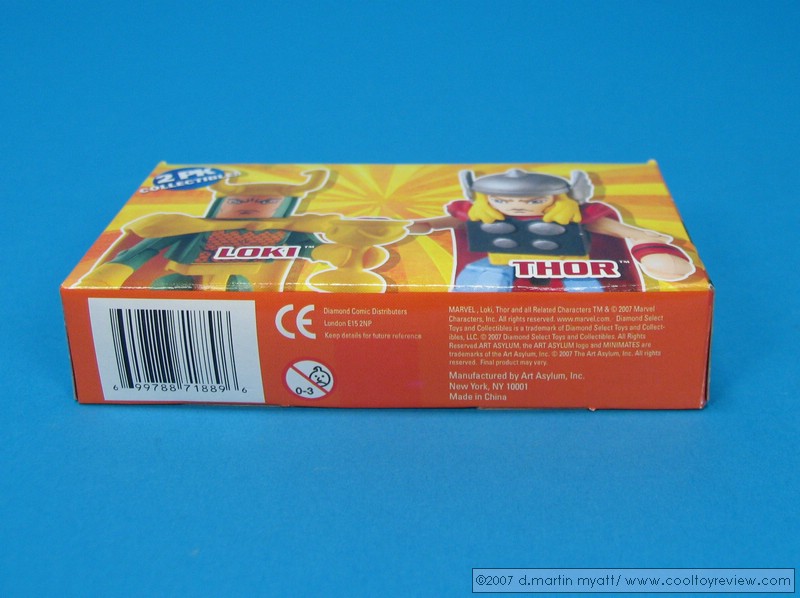 2 PK
COLLECTIBLE
LOKI™
THOR™
6 99788 71889 6
CE
Diamond Comic Distributers
London E15 2NP
Keep details for future reference
0-3
MARVEL , Loki, Thor and all Related Characters TM & © 2007 Marvel
Characters, Inc. All rights reserved. www.marvel.com. Diamond Select
Toys and Collectibles is a trademark of Diamond Select Toys and Collect-
ibles, LLC. © 2007 Diamond Select Toys and Collectibles. All Rights
Reserved.ART ASYLUM, the ART ASYLUM logo and MINIMATES are
trademarks of the Art Asylum, Inc. © 2007 The Art Asylum, Inc. All rights
reserved. Final product may vary.
Manufactured by Art Asylum, Inc.
New York, NY 10001
Made in China
©2007 d.martin myatt/ www.cooltoyreview.com